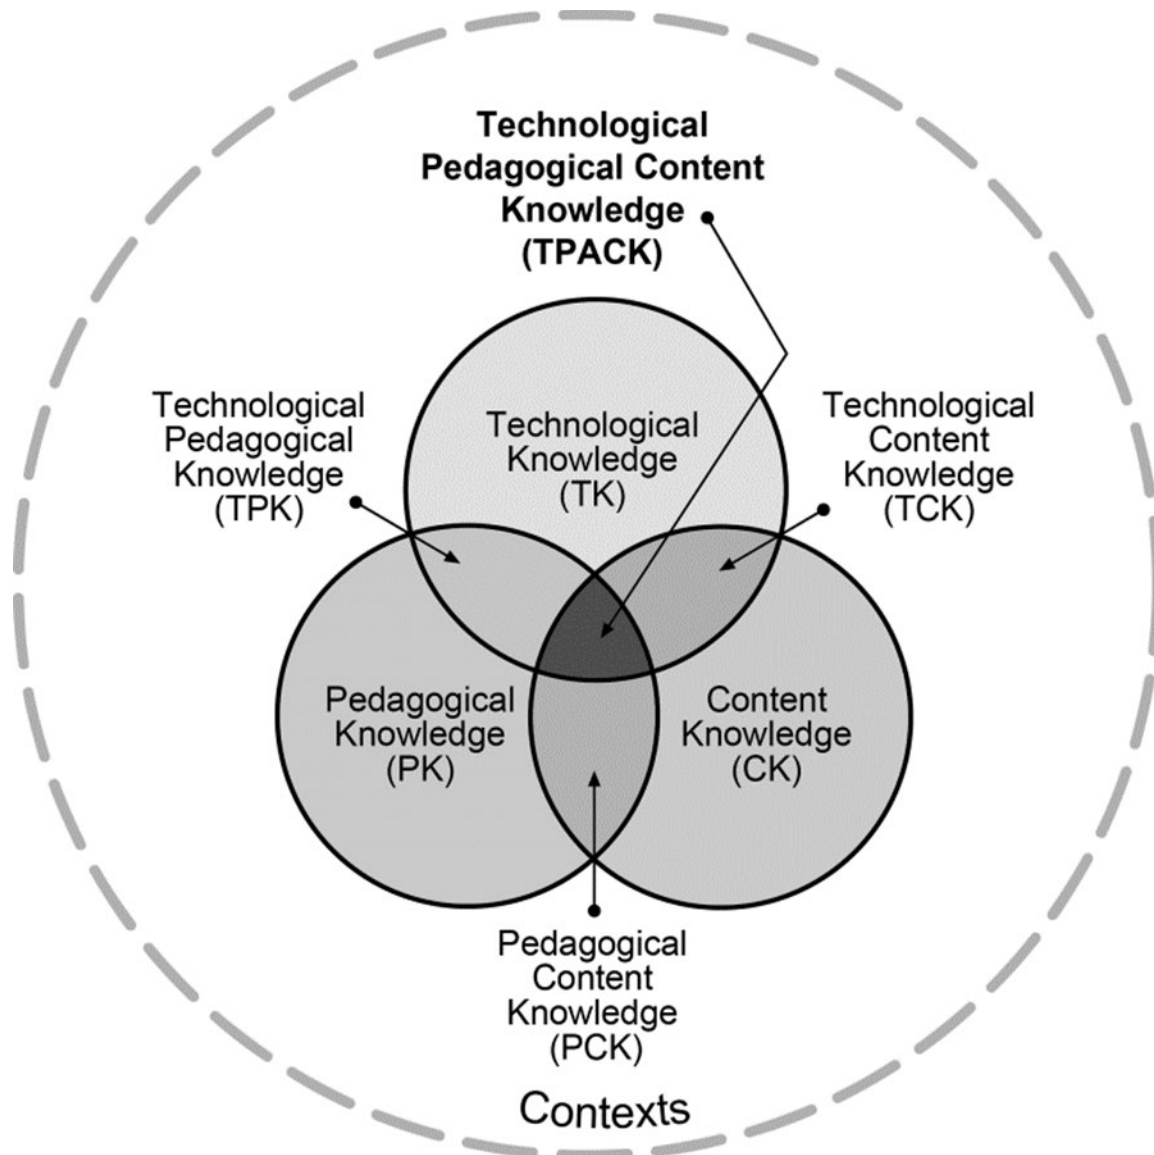 Technological
Pedagogical Content
Knowledge
(TPACK)
Technological
Pedagogical
Knowledge
(TPK)
Technological
Knowledge
(TK)
Technological
Content
Knowledge
(TCK)
Pedagogical
Knowledge
(PK)
Content
Knowledge
(CK)
Pedagogical
Content
Knowledge
(PCK)
Contexts